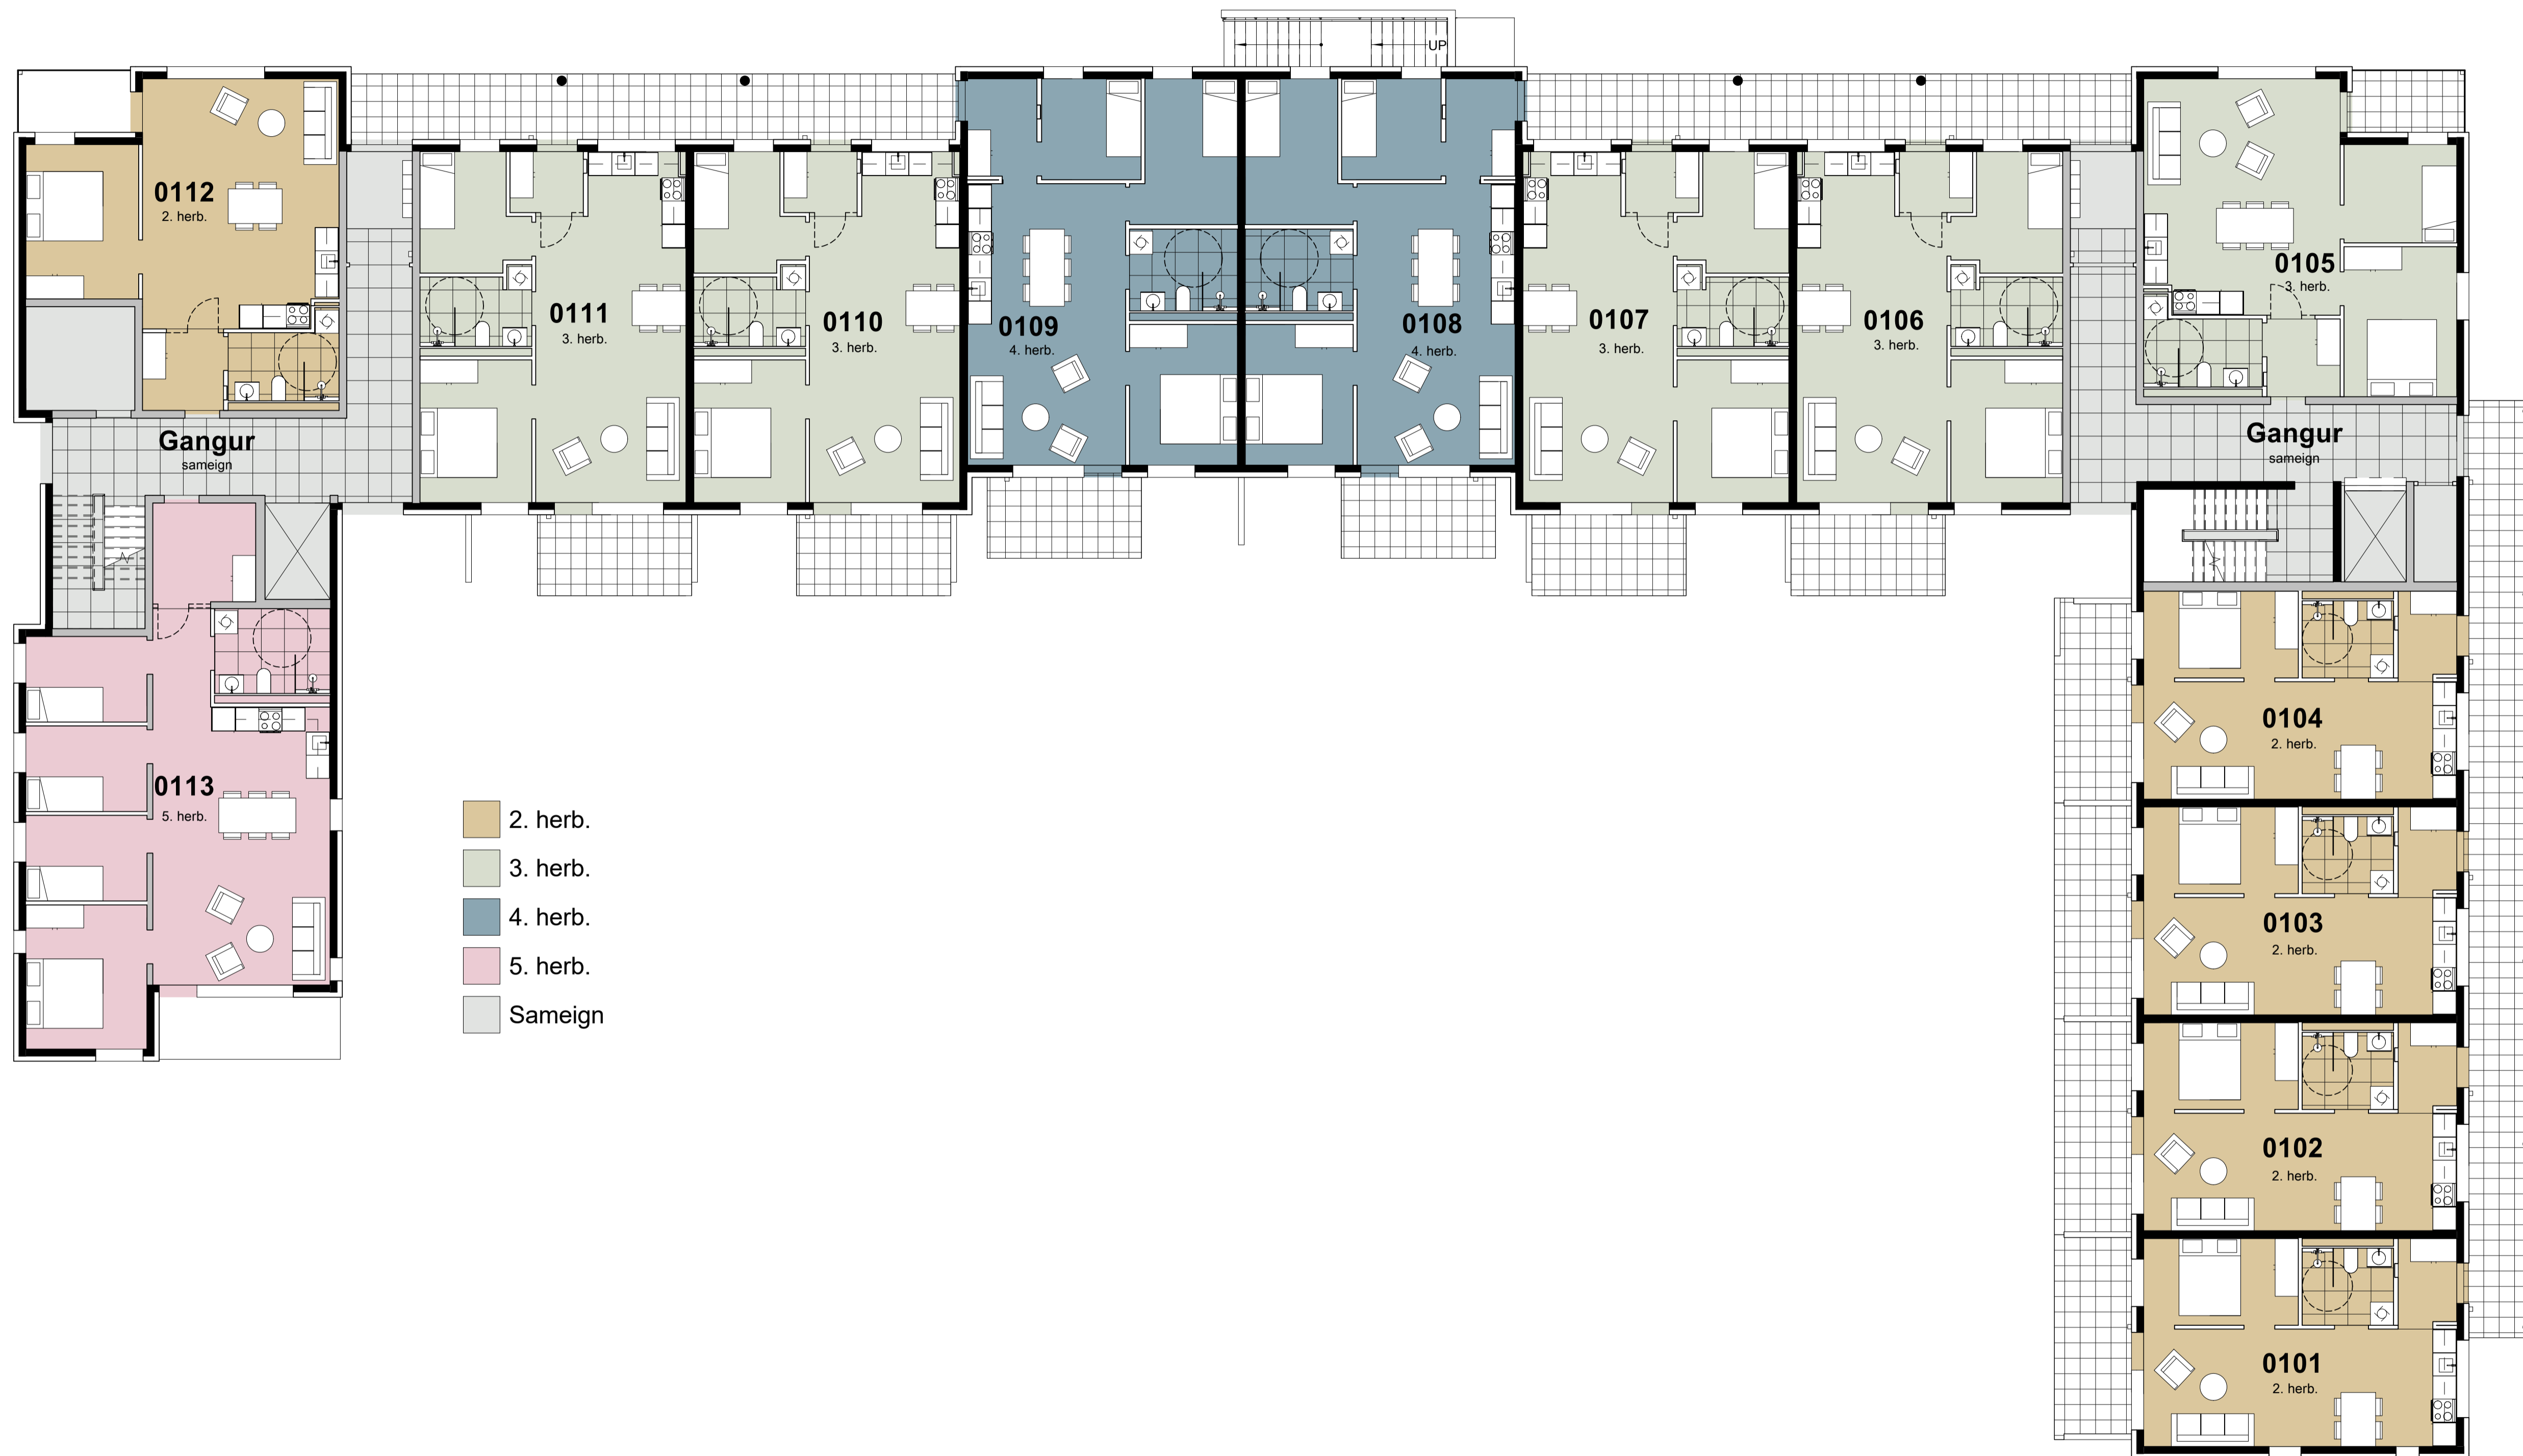 UP
0112
2. herb.
Gangur
sameign
0111
3. herb.
0110
3. herb.
0109
4. herb.
0108
4. herb.
0107
3. herb.
0106
3. herb.
0105
3. herb.
Gangur
sameign
0113
5. herb.
2. herb.
3. herb.
4. herb.
5. herb.
Sameign
0104
2. herb.
0103
2. herb.
0102
2. herb.
0101
2. herb.